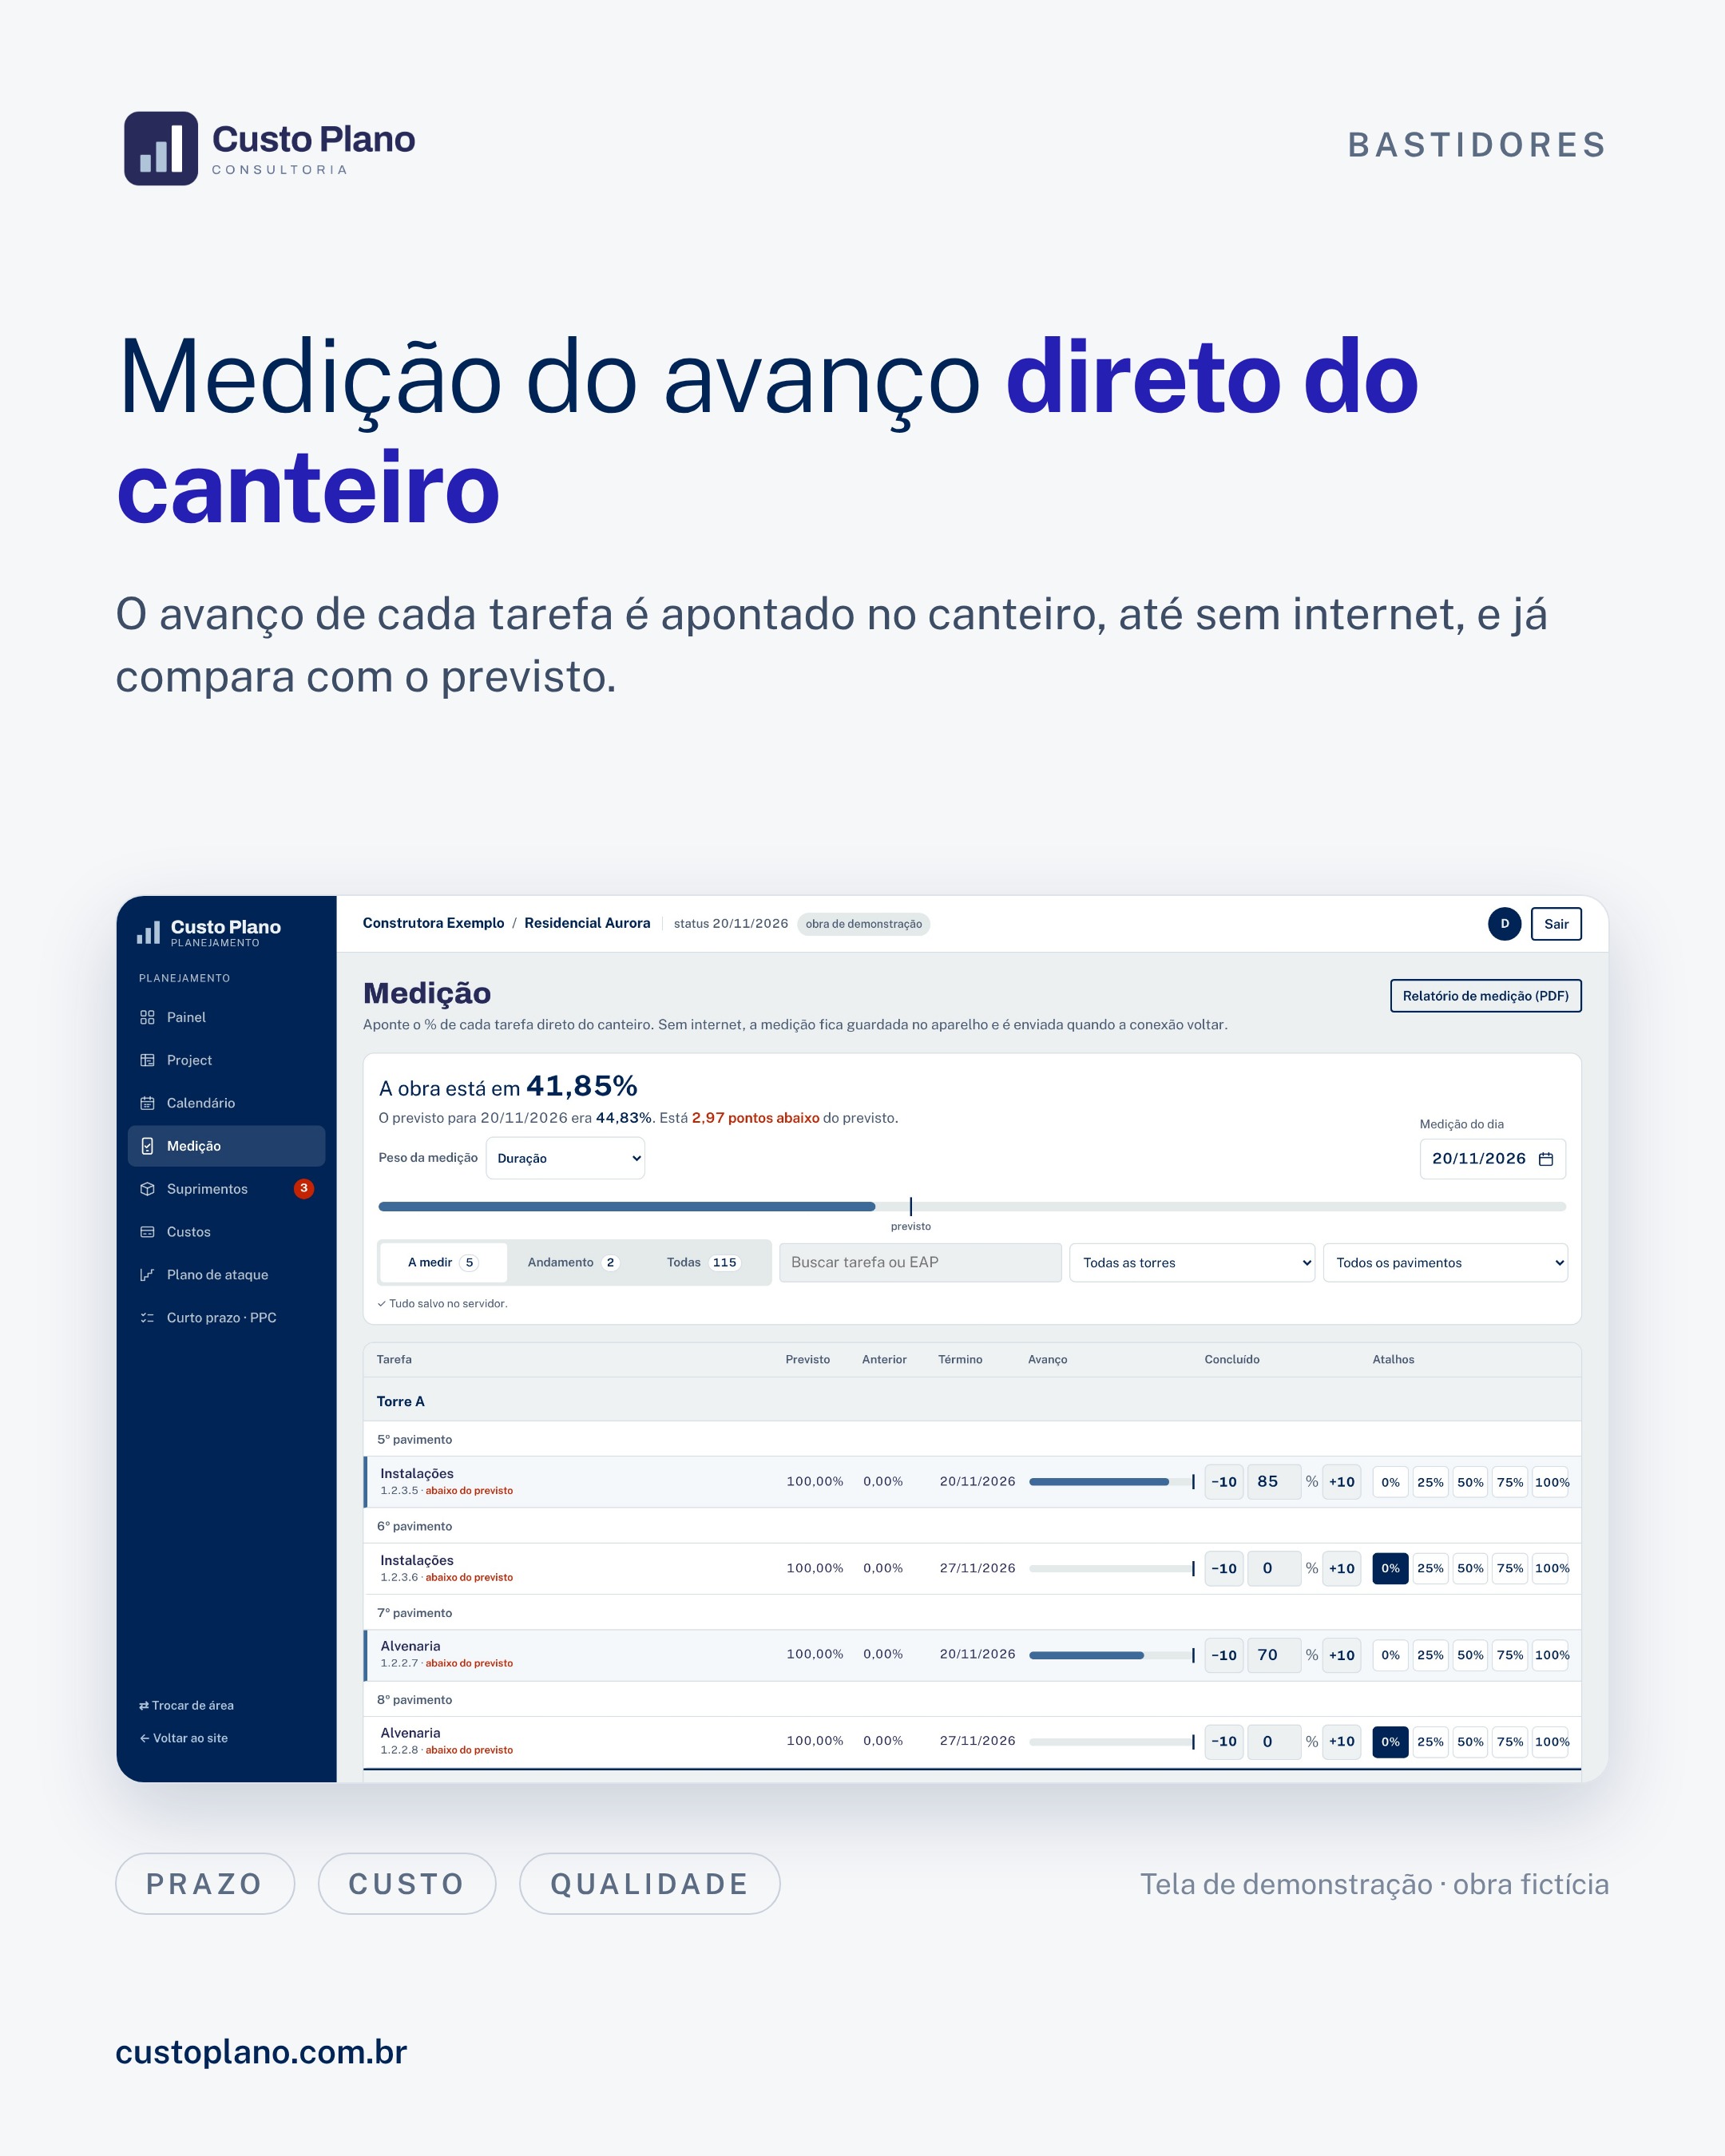 Custo Plano
CONSULTORIA
BASTIDORES
Medição do avanço direto do
canteiro
O avanço de cada tarefa é apontado no canteiro, até sem internet, e já
compara com o previsto.
Custo Plano
PLANEJAMENTO
PLANEJAMENTO
Painel
Project
Calendário
Medição
Suprimentos 3
Custos
Plano de ataque
Curto prazo · PPC
⇄ Trocar de área
← Voltar ao site
Construtora Exemplo / Residencial Aurora status 20/11/2026 obra de demonstração D Sair
Medição
Relatório de medição (PDF)
Aponte o % de cada tarefa direto do canteiro. Sem internet, a medição fica guardada no aparelho e é enviada quando a conexão voltar.
A obra está em 41,85%
O previsto para 20/11/2026 era 44,83%. Está 2,97 pontos abaixo do previsto.
Medição do dia
Peso da medição Duração 20/11/2026
previsto
A medir 5 Andamento 2 Todas 115 Buscar tarefa ou EAP Todas as torres Todos os pavimentos
✓ Tudo salvo no servidor.
Tarefa Previsto Anterior Término Avanço Concluído Atalhos
Torre A
5º pavimento
Instalações
1.2.3.5 · abaixo do previsto
100,00% 0,00% 20/11/2026 −10 85 % +10 0% 25% 50% 75% 100%
6º pavimento
Instalações
1.2.3.6 · abaixo do previsto
100,00% 0,00% 27/11/2026 −10 0 % +10 0% 25% 50% 75% 100%
7º pavimento
Alvenaria
1.2.2.7 · abaixo do previsto
100,00% 0,00% 20/11/2026 −10 70 % +10 0% 25% 50% 75% 100%
8º pavimento
Alvenaria
1.2.2.8 · abaixo do previsto
100,00% 0,00% 27/11/2026 −10 0 % +10 0% 25% 50% 75% 100%
PRAZO CUSTO QUALIDADE
Tela de demonstração · obra fictícia
custoplano.com.br